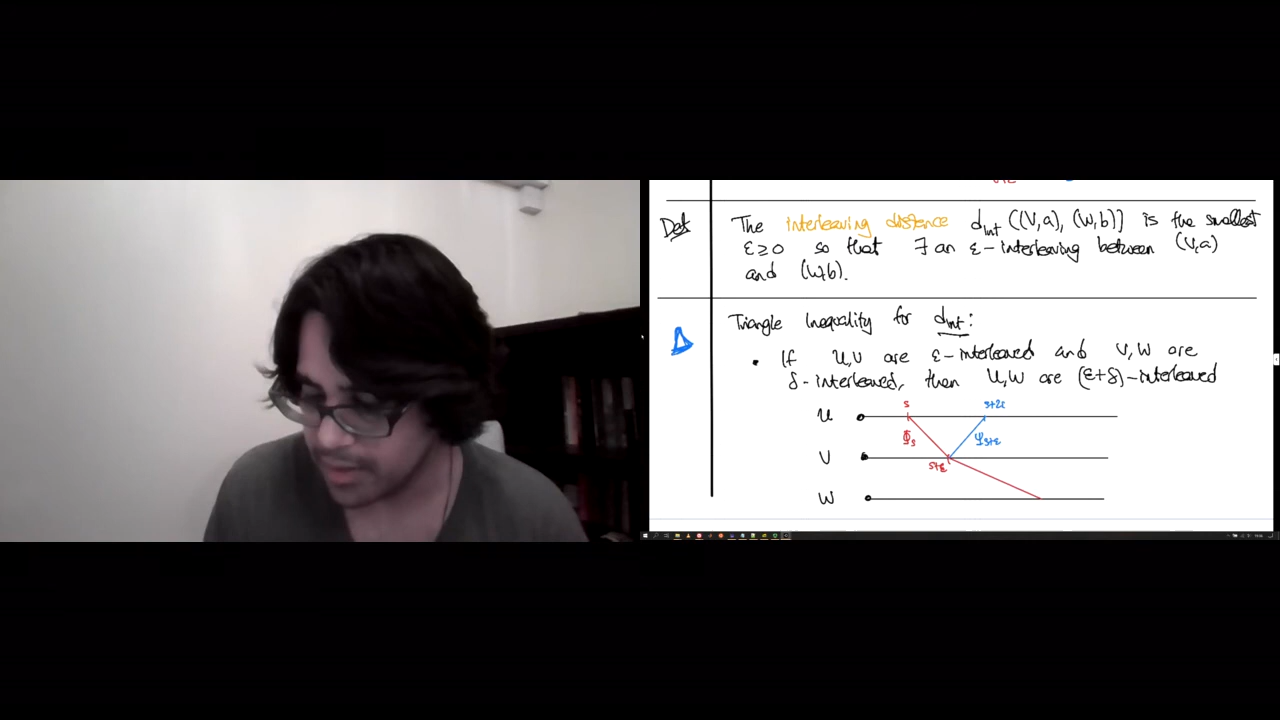 Def The interleaving distance d_int ((V,a), (W,b)) is the smallest
ε≥0 so that ∃ an ε-interleaving between (V,a)
and (W,b).
Δ Triangle Inequality for d_int:
• If U,V are ε-interleaved and V,W are
δ-interleaved, then U,W are (ε+δ)-interleaved
s s+2ε
U
Φ_s Ψ_s+ε
V
s+ε
W